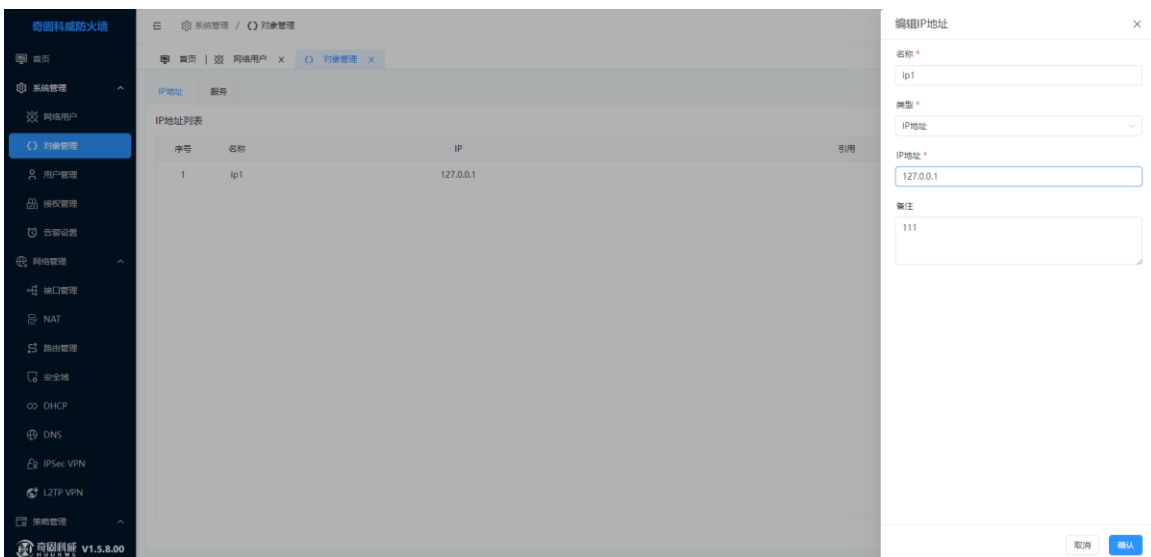 奇固科威防火墙
首页
系统管理
网络用户
对象管理
用户管理
授权管理
告警设置
网络管理
接口管理
NAT
路由管理
安全域
DHCP
DNS
IPSec VPN
L2TP VPN
策略管理
奇固科威 V1.5.8.00
系统管理 / 对象管理
首页 | 网络用户 X 对象管理 X
IP地址 服务
IP地址列表
序号 名称 IP 引用
1 ip1 127.0.0.1
编辑IP地址
名称 *
ip1
类型 *
IP地址
IP地址 *
127.0.0.1
备注
111
取消 确认